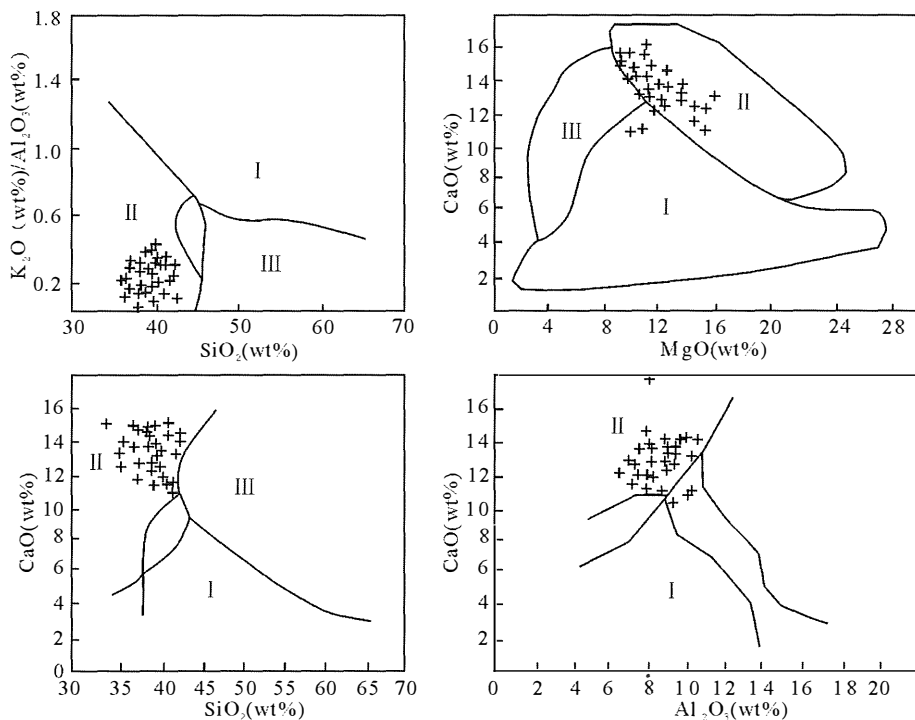 K₂O (wt%)/Al₂O₃(wt%)
1.8
1.4
1.0
0.6
0.2
I
II
III
30 40 50 60 70
SiO₂(wt%)
CaO(wt%)
16
14
12
10
8
6
4
2
II
III
I
0 4 8 12 16 20 24 28
MgO(wt%)
CaO(wt%)
16
14
12
10
8
6
4
2
0
II
III
I
30 35 40 45 50 55 60 65 70
SiO₂(wt%)
CaO(wt%)
16
14
12
10
8
6
4
2
II
I
0 2 4 6 8 10 12 14 16 17 20
Al₂O₃(wt%)